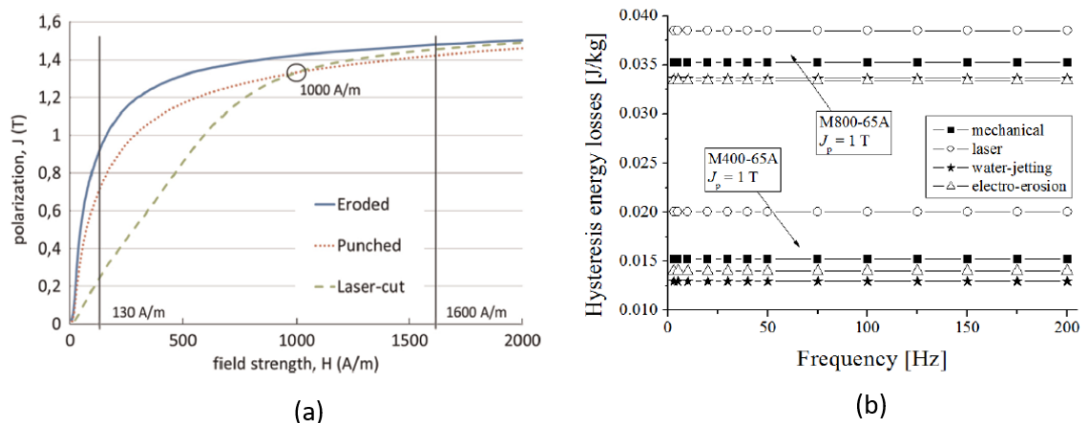 1,6
1,4
1,2
1
0,8
0,6
0,4
0,2
0
polarization, J (T)
1000 A/m
Eroded
Punched
Laser-cut
130 A/m
1600 A/m
0
500
1000
1500
2000
field strength, H (A/m)
(a)
0.040
0.035
0.030
0.025
0.020
0.015
0.010
Hysteresis energy losses [J/kg]
M800-65A
Jp = 1 T
M400-65A
Jp = 1 T
mechanical
laser
water-jetting
electro-erosion
0
50
100
150
200
Frequency [Hz]
(b)